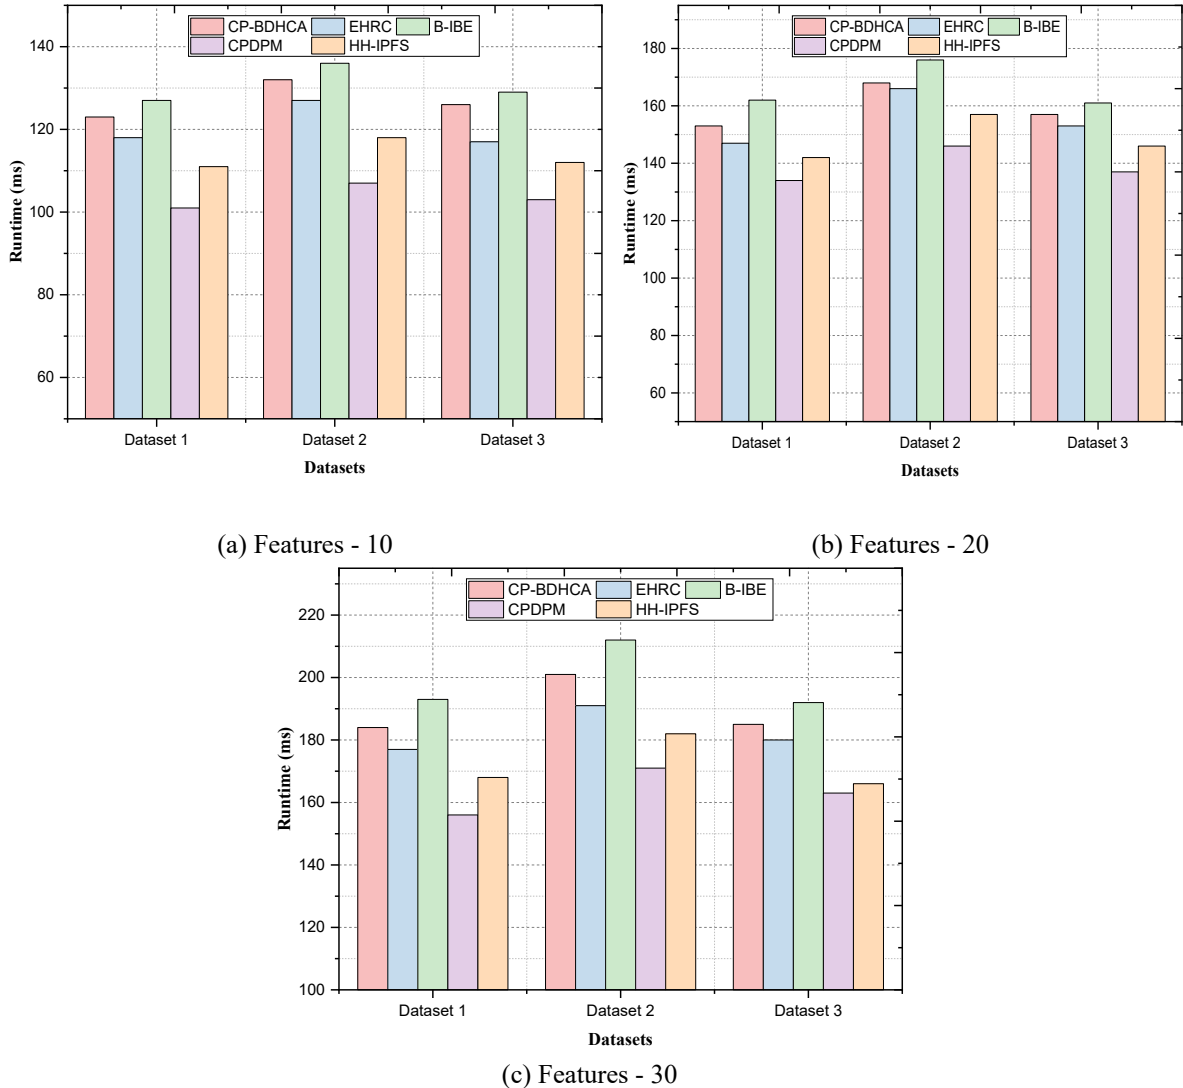 CP-BDHCA EHRC B-IBE
CPDPM HH-IPFS
140
120
100
80
60
Runtime (ms)
Dataset 1 Dataset 2 Dataset 3
Datasets
(a) Features - 10
CP-BDHCA EHRC B-IBE
CPDPM HH-IPFS
180
160
140
120
100
80
60
Runtime (ms)
Dataset 1 Dataset 2 Dataset 3
Datasets
(b) Features - 20
CP-BDHCA EHRC B-IBE
CPDPM HH-IPFS
220
200
180
160
140
120
100
Runtime (ms)
Dataset 1 Dataset 2 Dataset 3
Datasets
(c) Features - 30